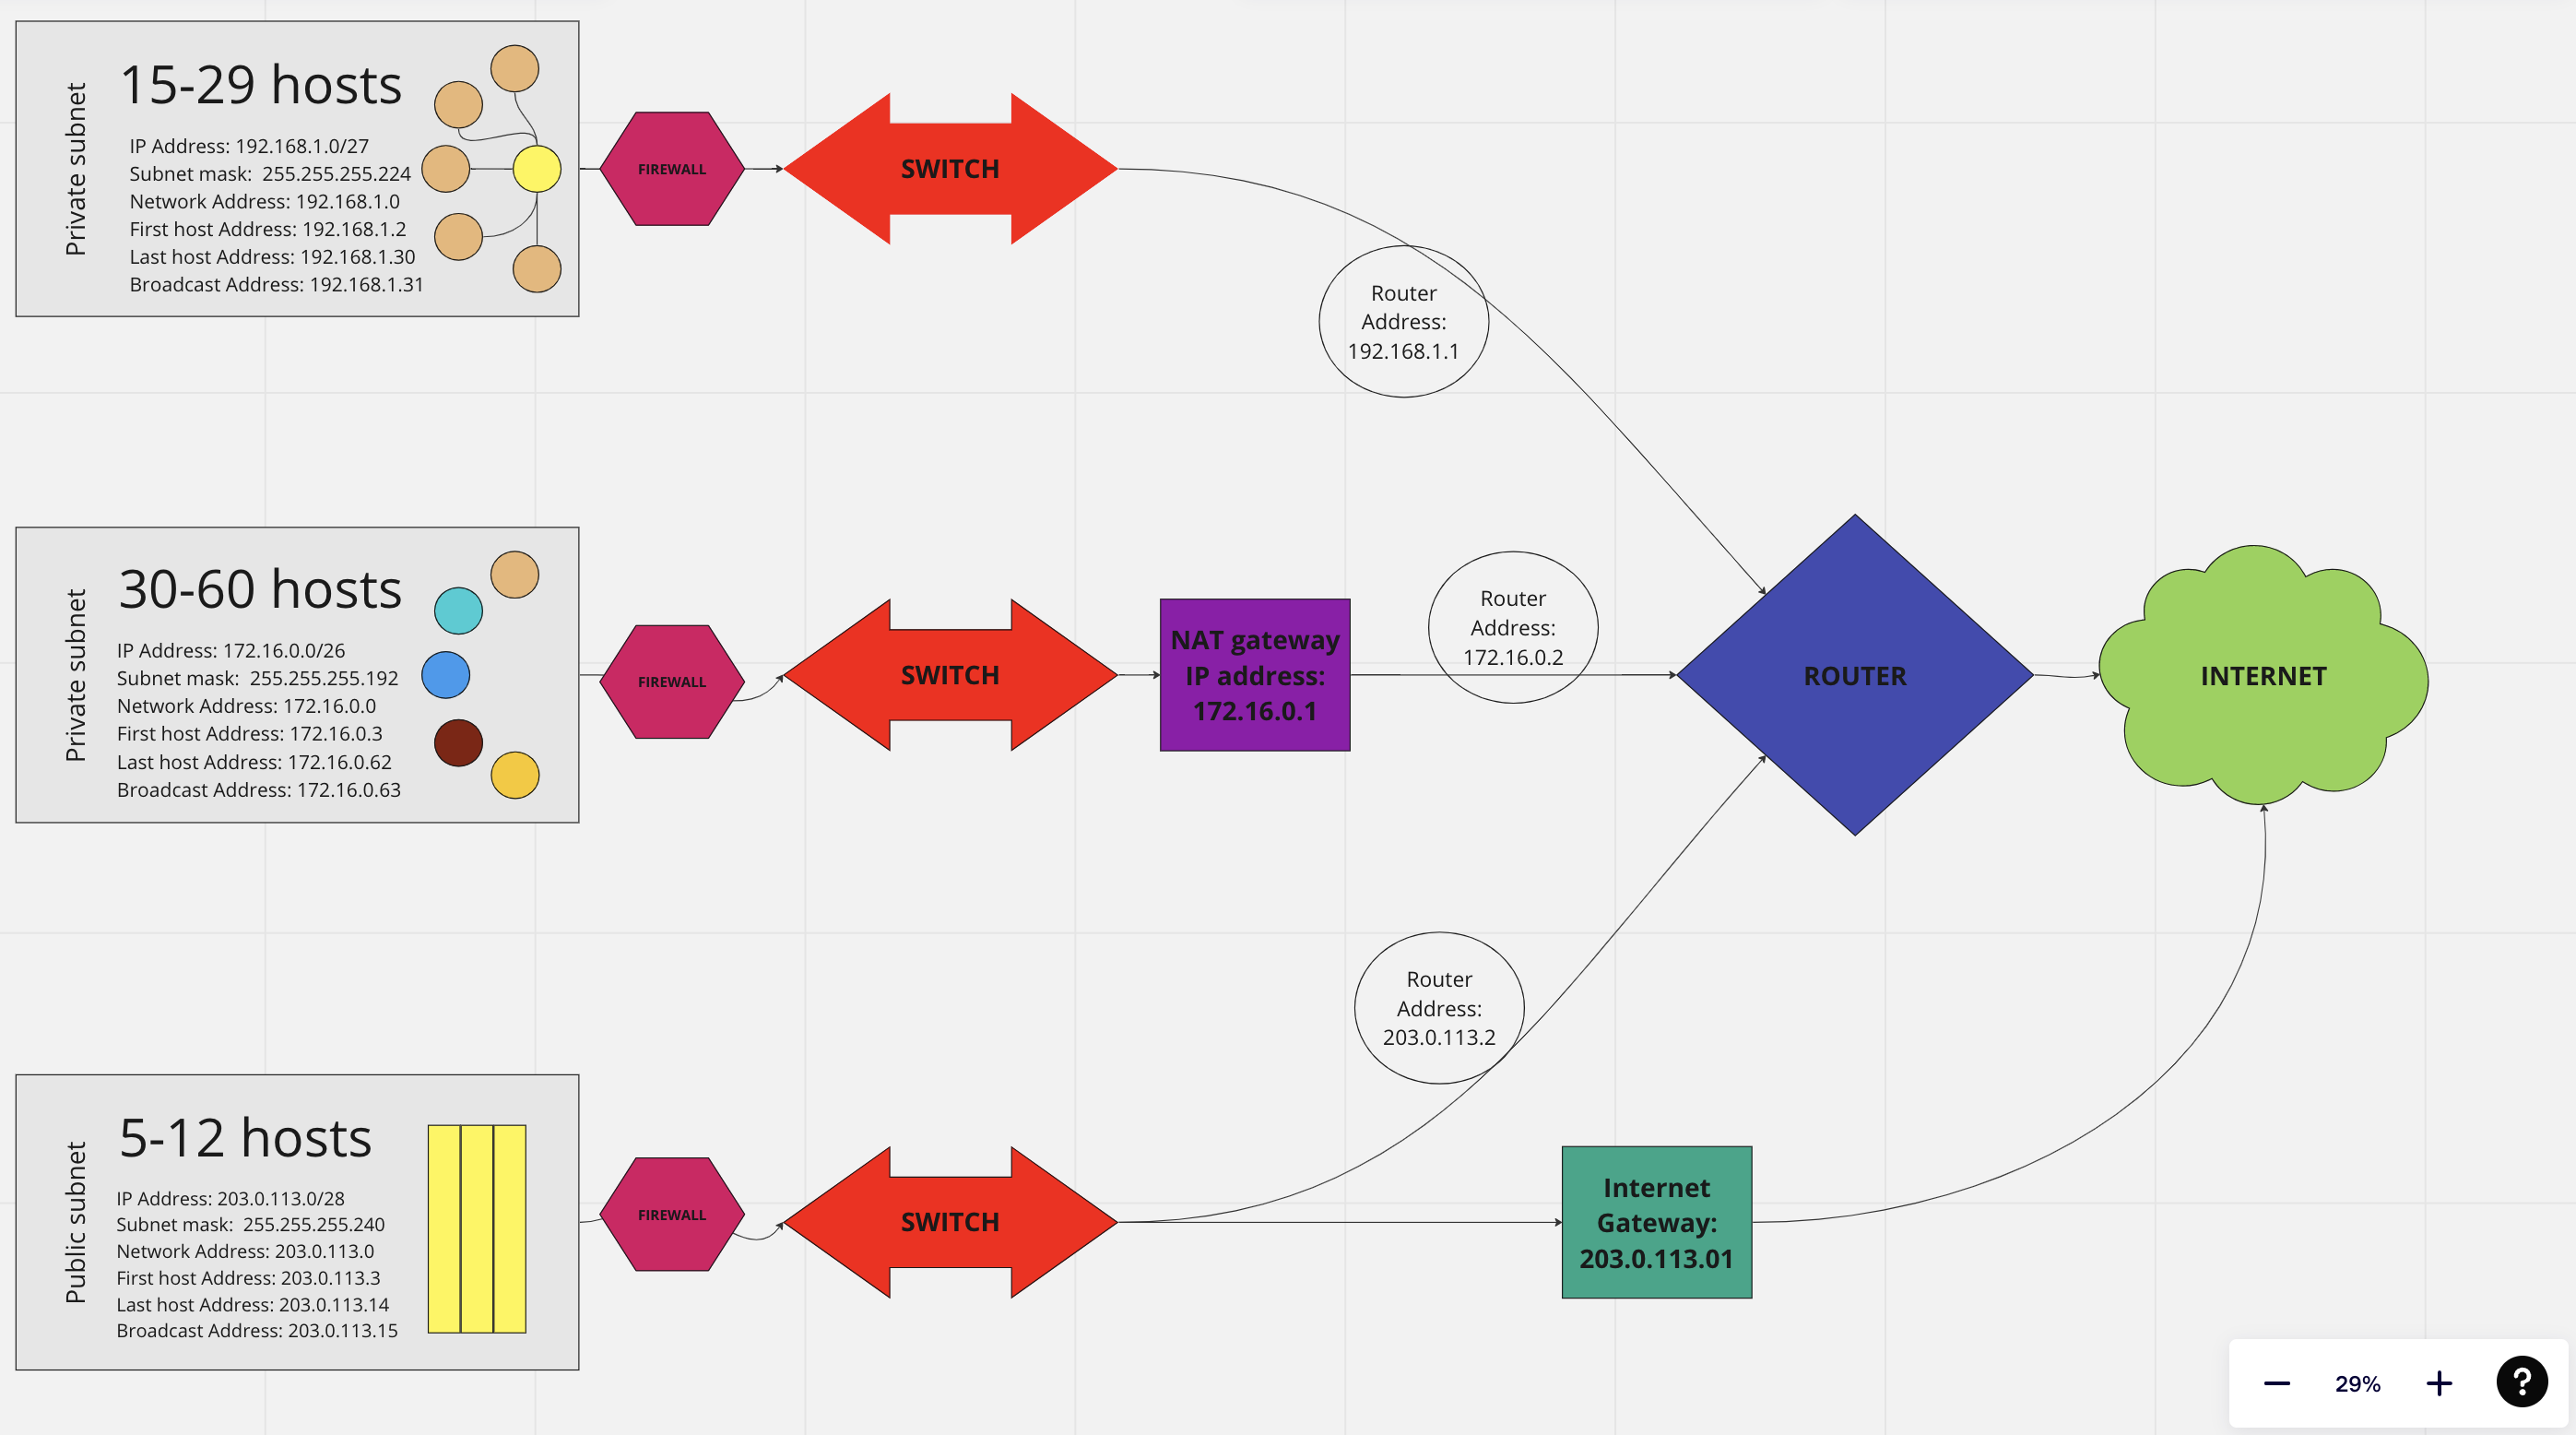 Private subnet
15-29 hosts
IP Address: 192.168.1.0/27
Subnet mask:  255.255.255.224
Network Address: 192.168.1.0
First host Address: 192.168.1.2
Last host Address: 192.168.1.30
Broadcast Address: 192.168.1.31
FIREWALL
SWITCH
Router
Address:
192.168.1.1
Private subnet
30-60 hosts
IP Address: 172.16.0.0/26
Subnet mask:  255.255.255.192
Network Address: 172.16.0.0
First host Address: 172.16.0.3
Last host Address: 172.16.0.62
Broadcast Address: 172.16.0.63
FIREWALL
SWITCH
NAT gateway
IP address:
172.16.0.1
Router
Address:
172.16.0.2
ROUTER
INTERNET
Router
Address:
203.0.113.2
Public subnet
5-12 hosts
IP Address: 203.0.113.0/28
Subnet mask:  255.255.255.240
Network Address: 203.0.113.0
First host Address: 203.0.113.3
Last host Address: 203.0.113.14
Broadcast Address: 203.0.113.15
FIREWALL
SWITCH
Internet
Gateway:
203.0.113.01
− 29% + ?